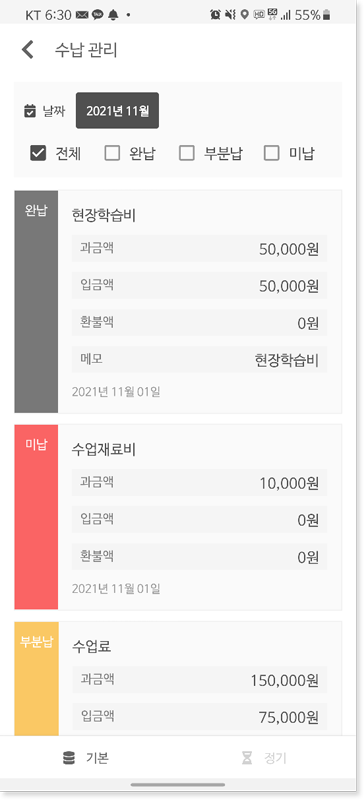 KT 6:30 HD 5G 55%
수납 관리
날짜 2021년 11월
전체 완납 부분납 미납
완납 현장학습비
과금액 50,000원
입금액 50,000원
환불액 0원
메모 현장학습비
2021년 11월 01일
미납 수업재료비
과금액 10,000원
입금액 0원
환불액 0원
2021년 11월 01일
부분납 수업료
과금액 150,000원
입금액 75,000원
기본 정기